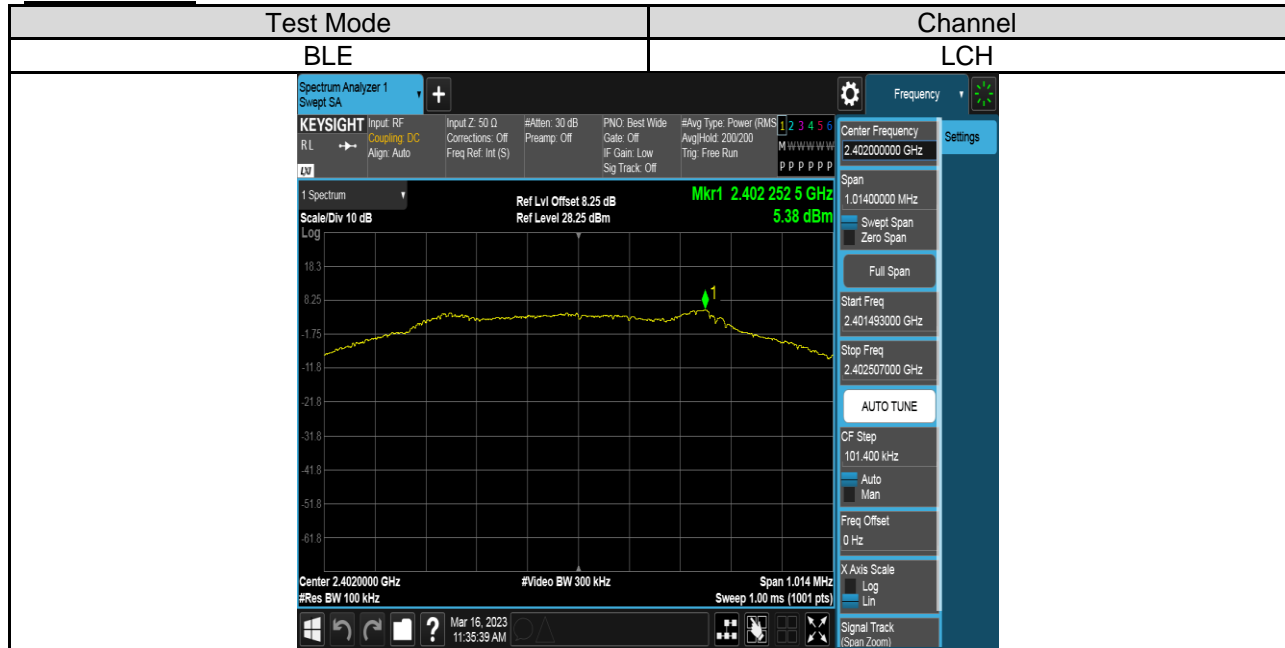 Test Mode
Channel
BLE
LCH
Spectrum Analyzer 1
Swept SA
+
Frequency
KEYSIGHT
RL
LXI
Input: RF
Coupling: DC
Align: Auto
Input Z: 50 Ω
Corrections: Off
Freq Ref: Int (S)
#Atten: 30 dB
Preamp: Off
PNO: Best Wide
Gate: Off
IF Gain: Low
Sig Track: Off
#Avg Type: Power (RMS
Avg|Hold: 200/200
Trig: Free Run
1 2 3 4 5 6
M W W W W W
P P P P P P
1 Spectrum
Scale/Div 10 dB
Ref Lvl Offset 8.25 dB
Ref Level 28.25 dBm
Mkr1 2.402 252 5 GHz
5.38 dBm
Log
18.3
8.25
-1.75
-11.8
-21.8
-31.8
-41.8
-51.8
-61.8
1
Center 2.4020000 GHz
#Res BW 100 kHz
#Video BW 300 kHz
Span 1.014 MHz
Sweep 1.00 ms (1001 pts)
?
Mar 16, 2023
11:35:39 AM
Center Frequency
2.402000000 GHz
Settings
Span
1.01400000 MHz
Swept Span
Zero Span
Full Span
Start Freq
2.401493000 GHz
Stop Freq
2.402507000 GHz
AUTO TUNE
CF Step
101.400 kHz
Auto
Man
Freq Offset
0 Hz
X Axis Scale
Log
Lin
Signal Track
(Span Zoom)